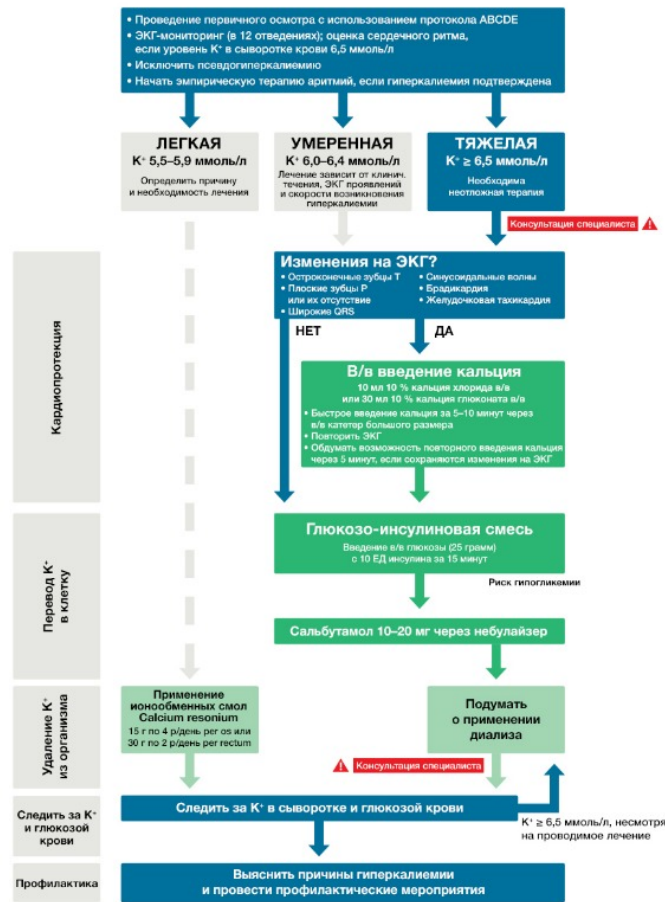 • Проведение первичного осмотра с использованием протокола ABCDE
• ЭКГ-мониторинг (в 12 отведениях); оценка сердечного ритма,
если уровень K⁺ в сыворотке крови 6,5 ммоль/л
• Исключить псевдогиперкалиемию
• Начать эмпирическую терапию аритмий, если гиперкалиемия подтверждена
ЛЕГКАЯ
K⁺ 5,5–5,9 ммоль/л
Определить причину
и необходимость лечения
УМЕРЕННАЯ
K⁺ 6,0–6,4 ммоль/л
Лечение зависит от клинич.
течения, ЭКГ проявлений
и скорости возникновения
гиперкалиемии
ТЯЖЕЛАЯ
K⁺ ≥ 6,5 ммоль/л
Необходима
неотложная терапия
Консультация специалиста
Кардиопротекция
Изменения на ЭКГ?
• Остроконечные зубцы T
• Плоские зубцы P
или их отсутствие
• Широкие QRS
• Синусоидальные волны
• Брадикардия
• Желудочковая тахикардия
НЕТ
ДА
В/в введение кальция
10 мл 10 % кальция хлорида в/в
или 30 мл 10% кальция глюконата в/в
• Быстрое введение кальция за 5–10 минут через
в/в катетер большого размера
• Повторить ЭКГ
• Обдумать возможность повторного введения кальция
через 5 минут, если сохраняются изменения на ЭКГ
Перевод K⁺
в клетку
Глюкозо-инсулиновая смесь
Введение в/в глюкозы (25 грамм)
с 10 ЕД инсулина за 15 минут
Риск гипогликемии
Сальбутамол 10–20 мг через небулайзер
Удаление K⁺
из организма
Применение
ионообменных смол
Calcium resonium
15 г по 4 р/день per os или
30 г по 2 р/день per rectum
Подумать
о применении
диализа
Консультация специалиста
Следить за K⁺
и глюкозой
крови
Следить за K⁺ в сыворотке и глюкозой крови
K⁺ ≥ 6,5 ммоль/л, несмотря
на проводимое лечение
Профилактика
Выяснить причины гиперкалиемии
и провести профилактические мероприятия